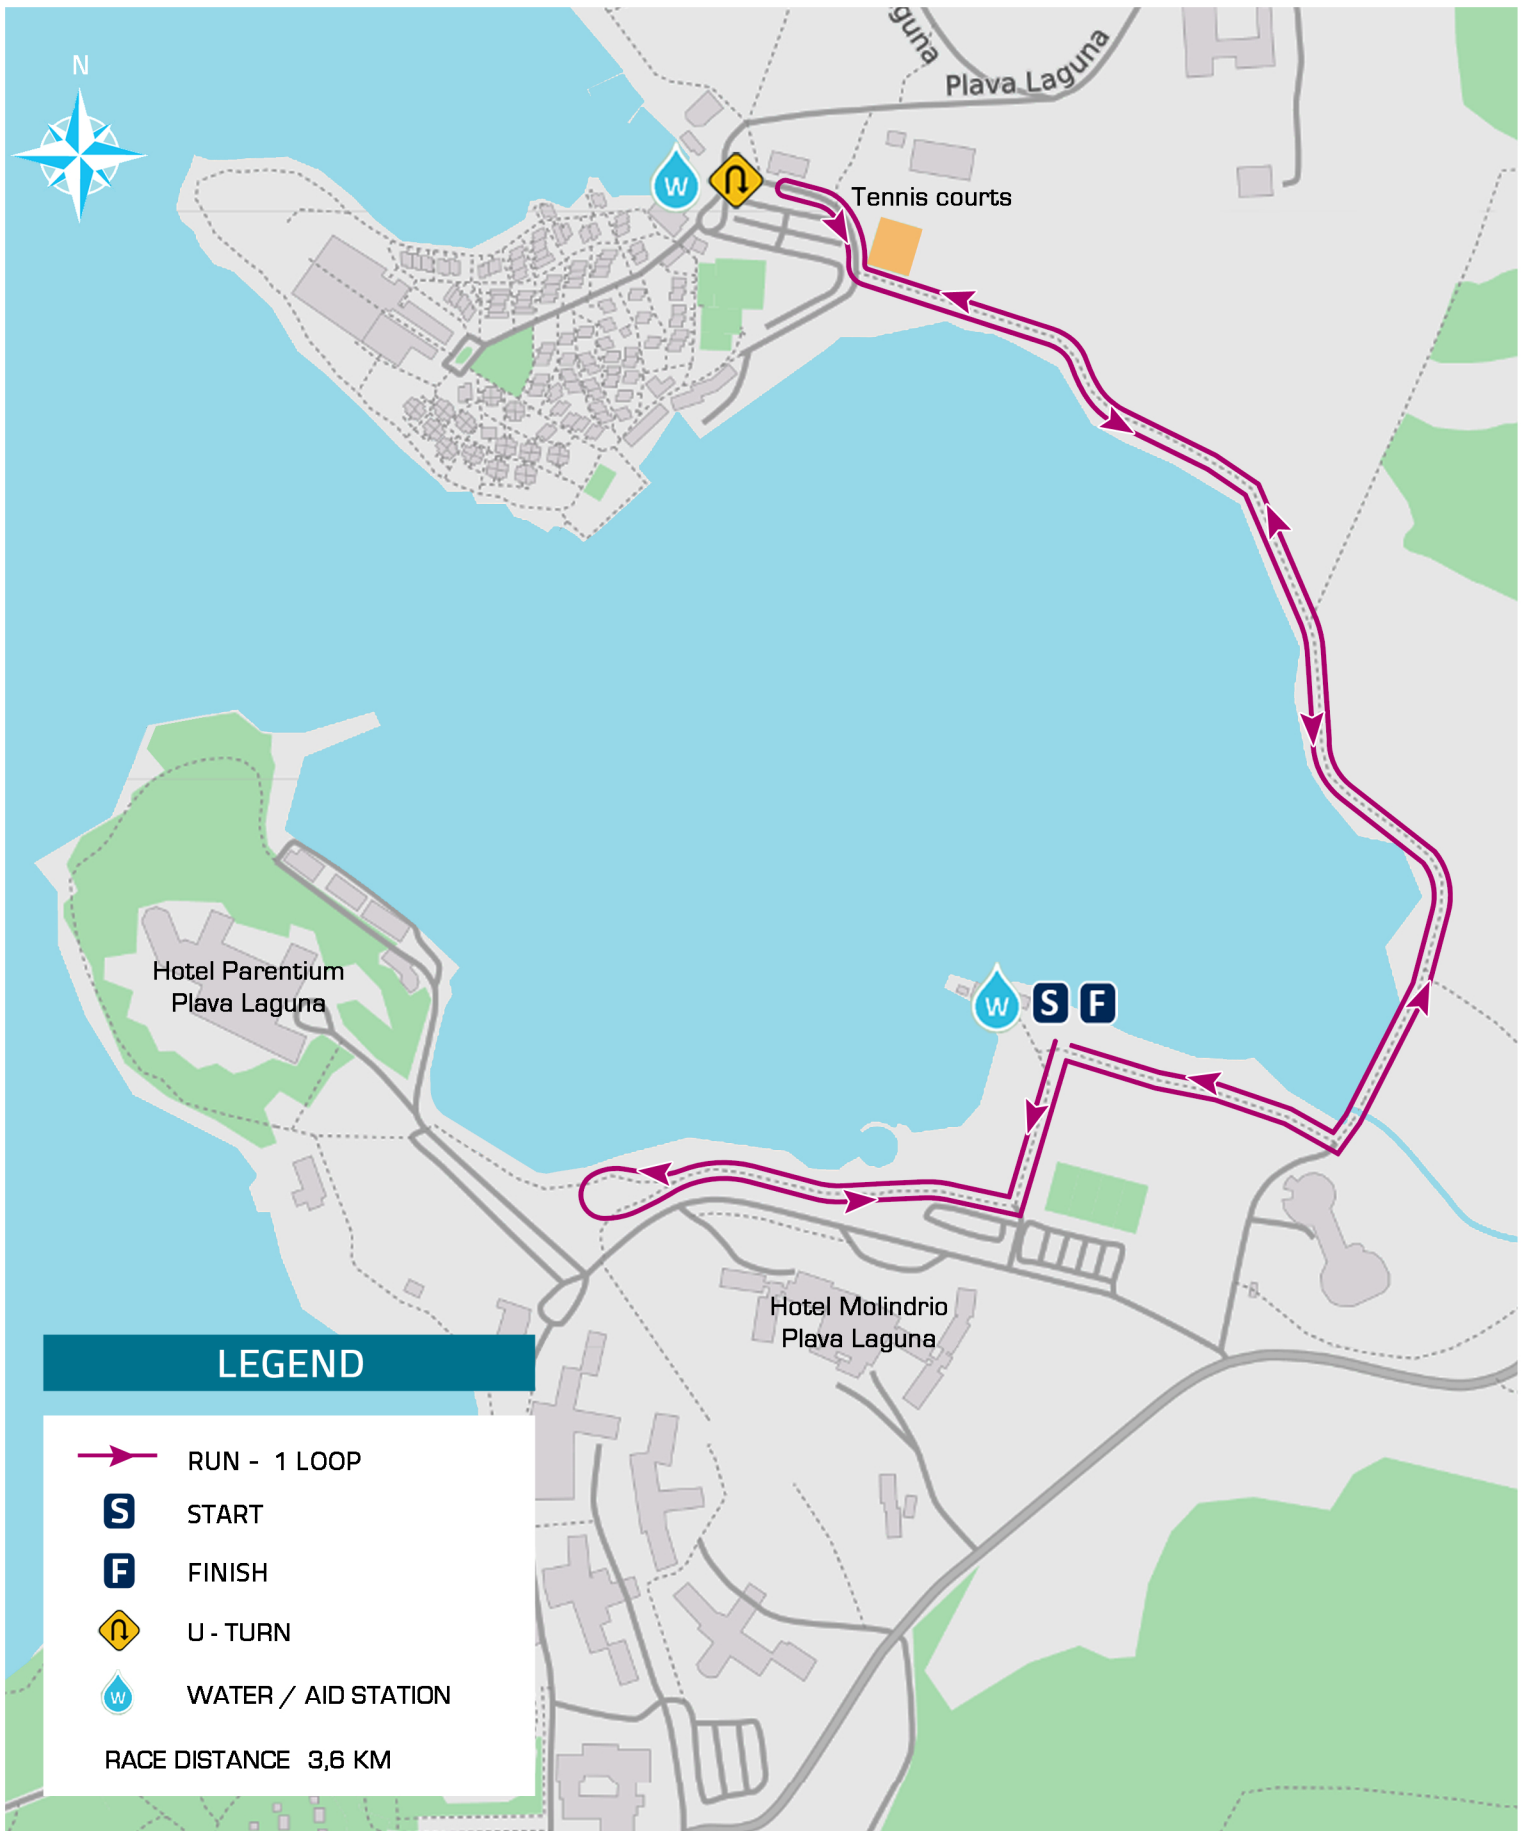 guna
Plava Laguna
N
W
Tennis courts
Hotel Parentium
Plava Laguna
W
S
F
Hotel Molindrio
Plava Laguna
LEGEND
RUN - 1 LOOP
S START
F FINISH
U - TURN
W WATER / AID STATION
RACE DISTANCE 3,6 KM